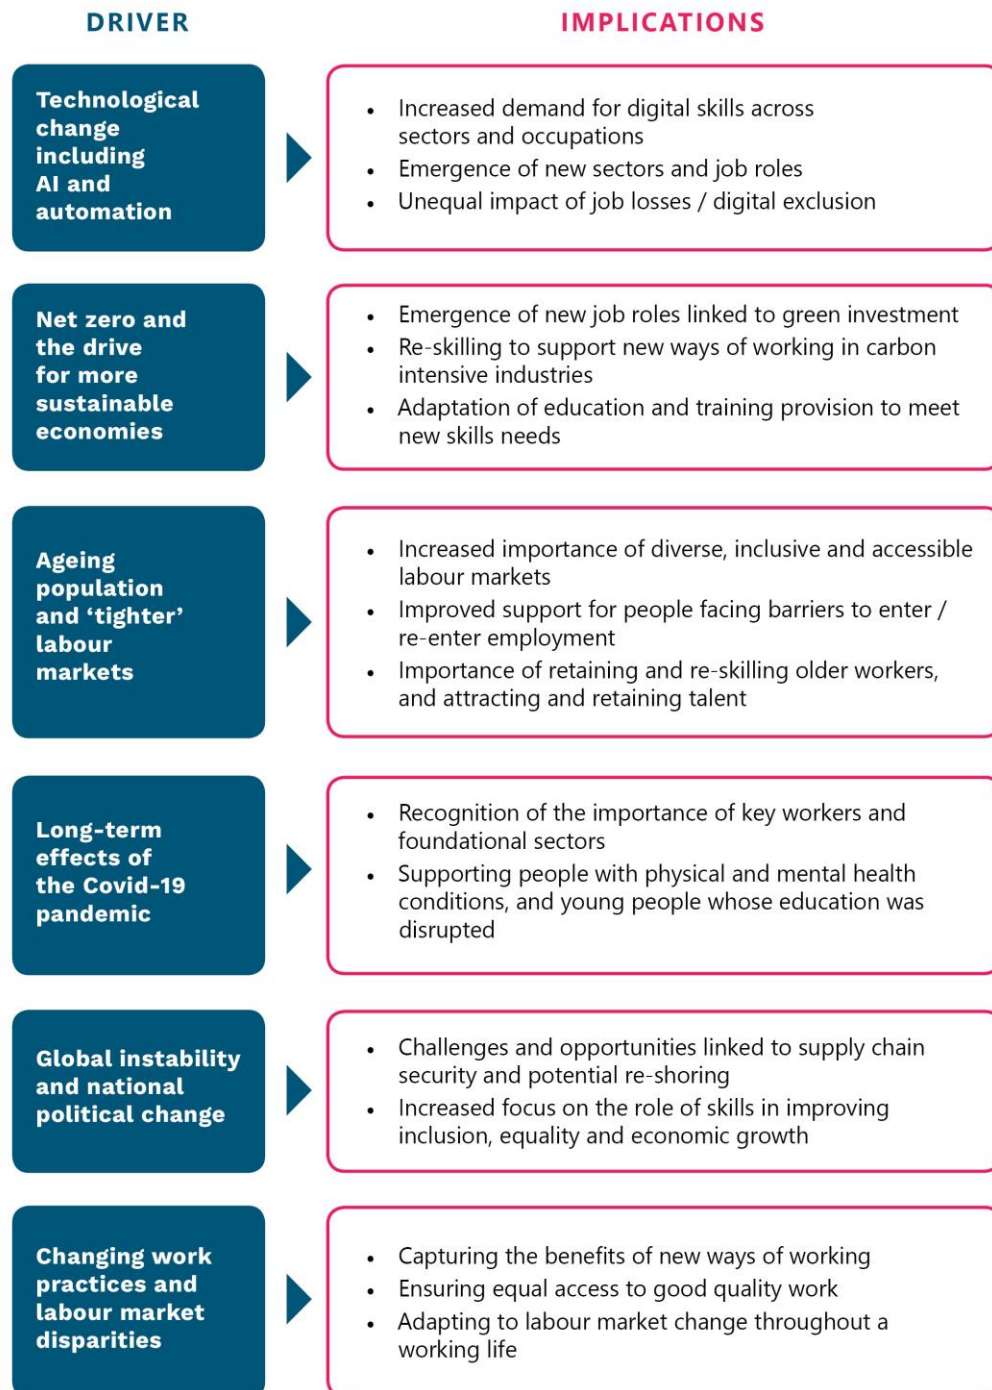 DRIVER
IMPLICATIONS
Technological
change
including
AI and
automation
• Increased demand for digital skills across
sectors and occupations
• Emergence of new sectors and job roles
• Unequal impact of job losses / digital exclusion
Net zero and
the drive
for more
sustainable
economies
• Emergence of new job roles linked to green investment
• Re-skilling to support new ways of working in carbon
intensive industries
• Adaptation of education and training provision to meet
new skills needs
Ageing
population
and ‘tighter’
labour
markets
• Increased importance of diverse, inclusive and accessible
labour markets
• Improved support for people facing barriers to enter /
re-enter employment
• Importance of retaining and re-skilling older workers,
and attracting and retaining talent
Long-term
effects of
the Covid-19
pandemic
• Recognition of the importance of key workers and
foundational sectors
• Supporting people with physical and mental health
conditions, and young people whose education was
disrupted
Global instability
and national
political change
• Challenges and opportunities linked to supply chain
security and potential re-shoring
• Increased focus on the role of skills in improving
inclusion, equality and economic growth
Changing work
practices and
labour market
disparities
• Capturing the benefits of new ways of working
• Ensuring equal access to good quality work
• Adapting to labour market change throughout a
working life